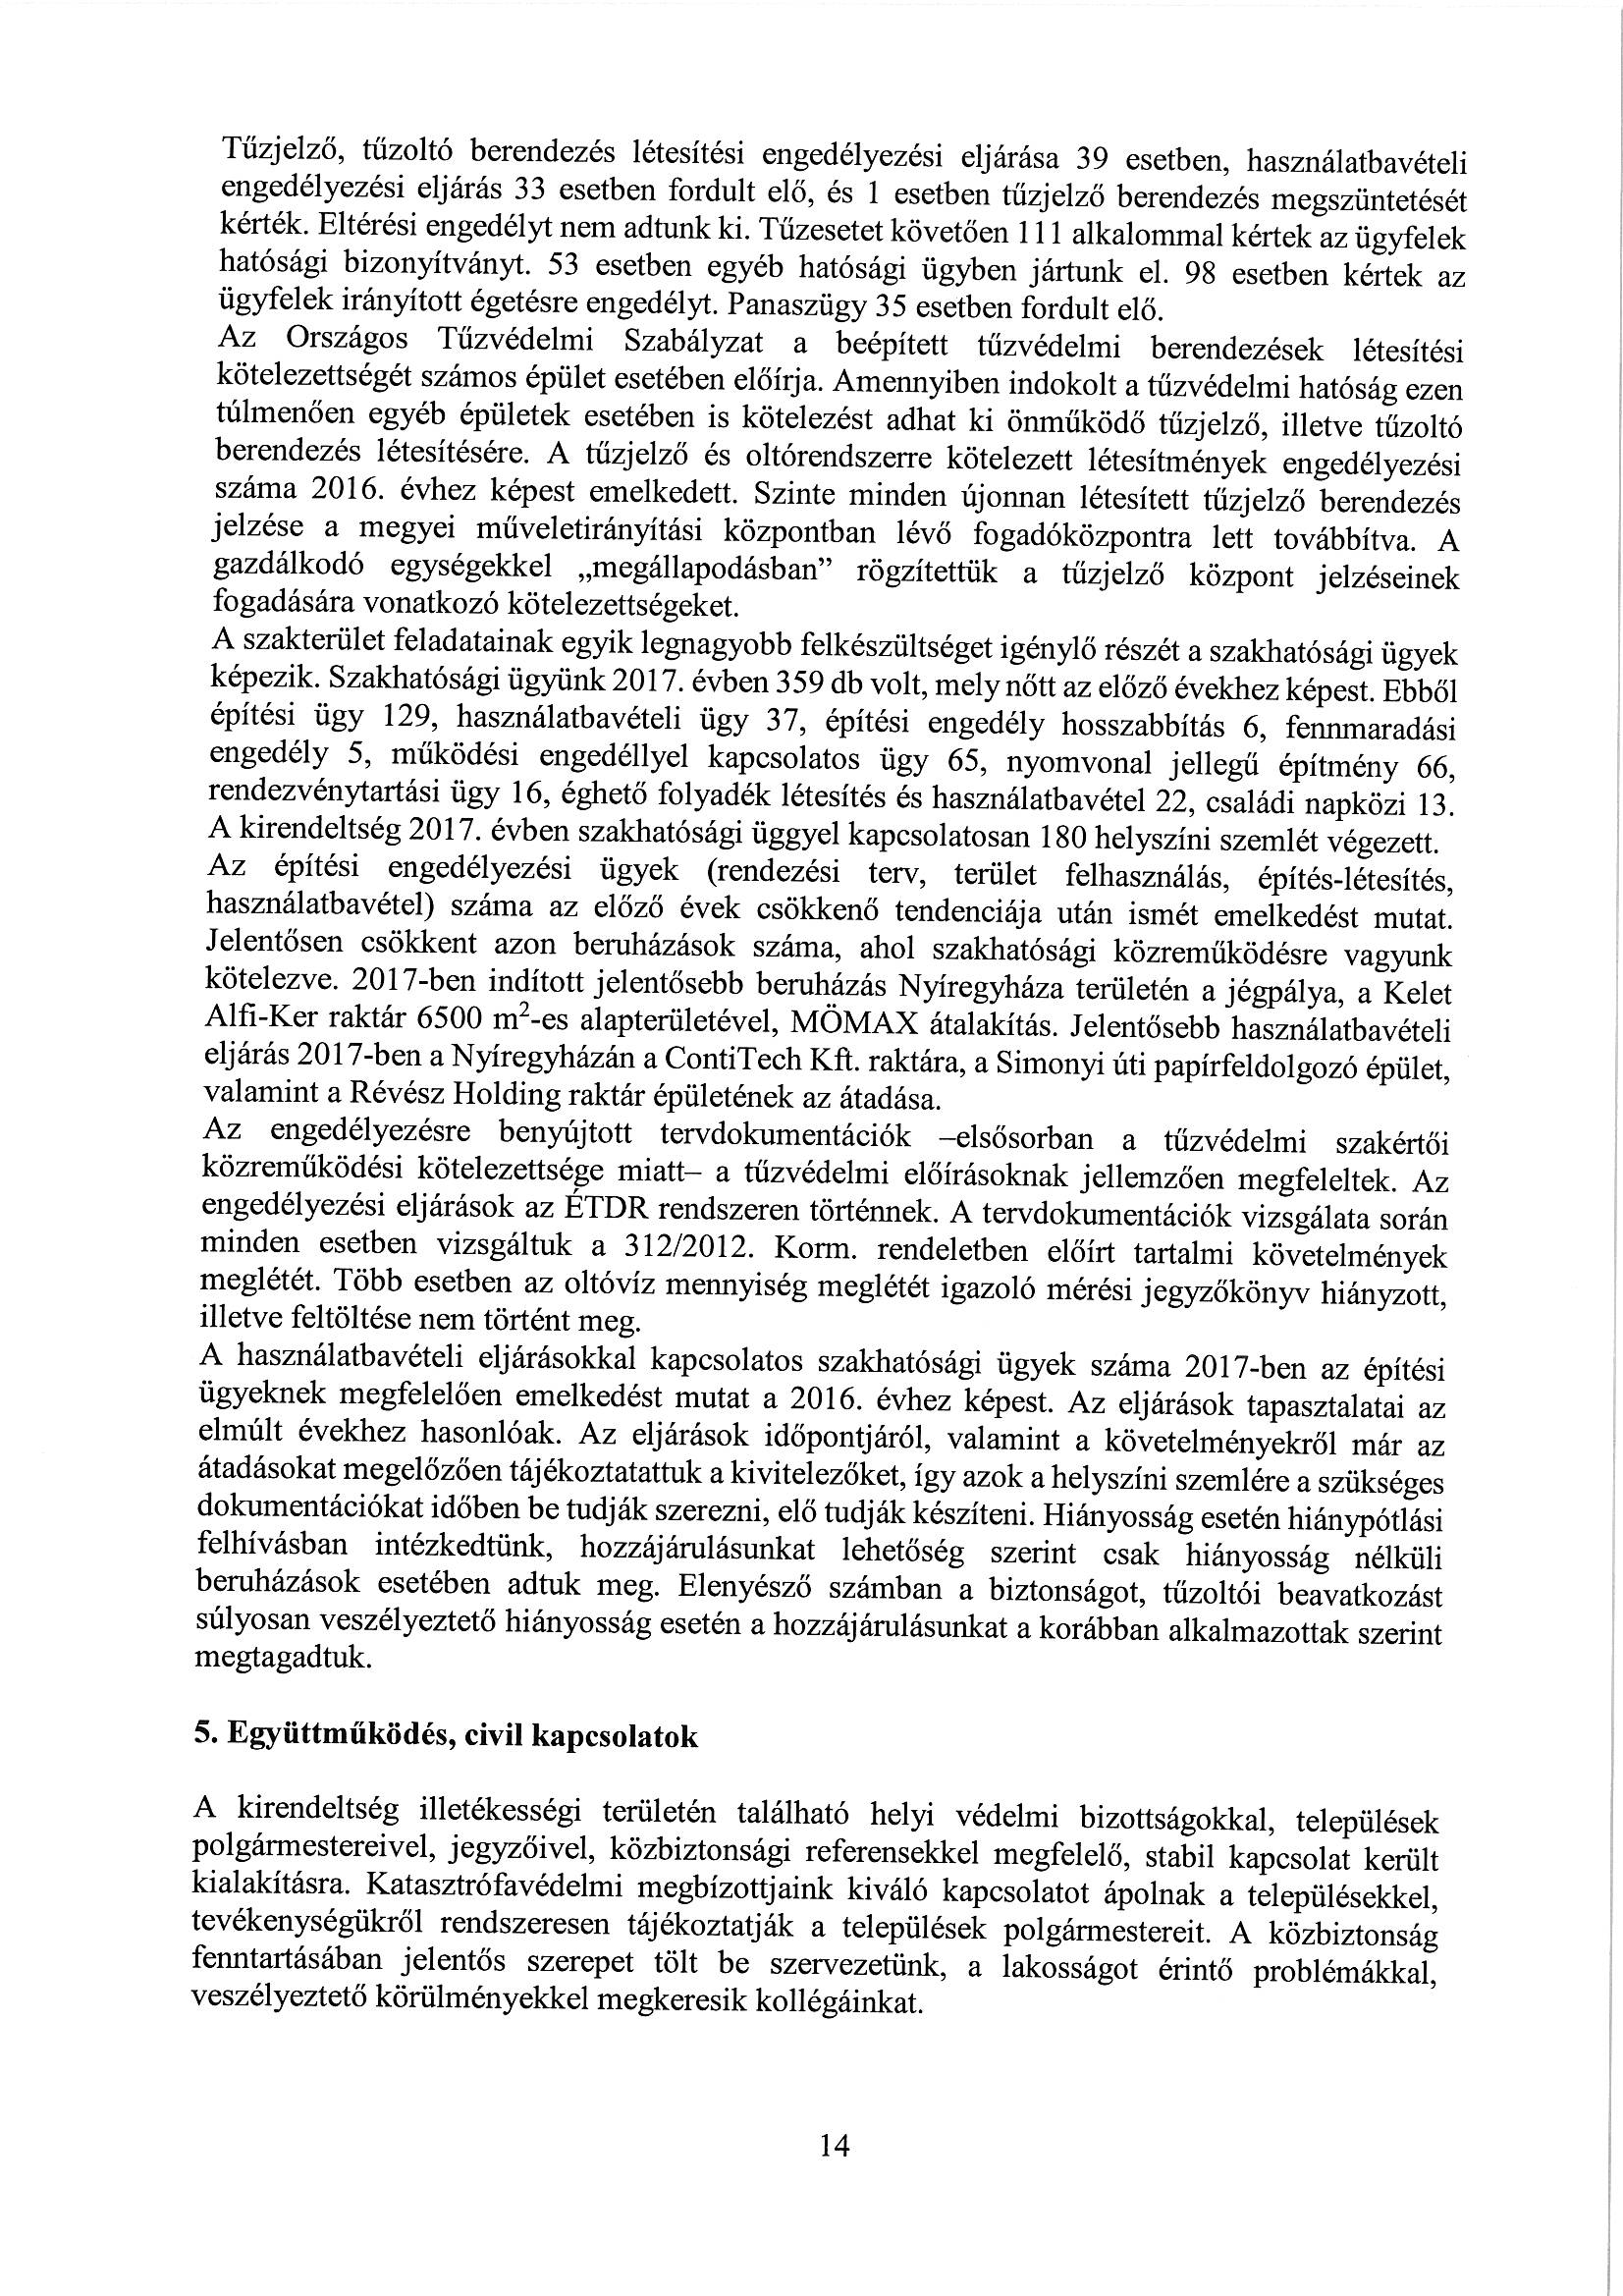 Tűzjelző, tűzoltó berendezés létesítési engedélyezési eljárása 39 esetben, használatbavételi
engedélyezési eljárás 33 esetben fordult elő, és 1 esetben tűzjelző berendezés megszüntetését
kérték. Eltérési engedélyt nem adtunk ki. Tűzesetet követően 111 alkalommal kértek az ügyfelek
hatósági bizonyítványt. 53 esetben egyéb hatósági ügyben jártunk el. 98 esetben kértek az
ügyfelek irányított égetésre engedélyt. Panaszügy 35 esetben fordult elő.
Az Országos Tűzvédelmi Szabályzat a beépített tűzvédelmi berendezések létesítési
kötelezettségét számos épület esetében előírja. Amennyiben indokolt a tűzvédelmi hatóság ezen
túlmenően egyéb épületek esetében is kötelezést adhat ki önműködő tűzjelző, illetve tűzoltó
berendezés létesítésére. A tűzjelző és oltórendszerre kötelezett létesítmények engedélyezési
száma 2016. évhez képest emelkedett. Szinte minden újonnan létesített tűzjelző berendezés
jelzése a megyei műveletirányítási központban lévő fogadóközpontra lett továbbítva. A
gazdálkodó egységekkel „megállapodásban” rögzítettük a tűzjelző központ jelzéseinek
fogadására vonatkozó kötelezettségeket.
A szakterület feladatainak egyik legnagyobb felkészültséget igénylő részét a szakhatósági ügyek
képezik. Szakhatósági ügyünk 2017. évben 359 db volt, mely nőtt az előző évekhez képest. Ebből
építési ügy 129, használatbavételi ügy 37, építési engedély hosszabbítás 6, fennmaradási
engedély 5, működési engedéllyel kapcsolatos ügy 65, nyomvonal jellegű építmény 66,
rendezvénytartási ügy 16, éghető folyadék létesítés és használatbavétel 22, családi napközi 13.
A kirendeltség 2017. évben szakhatósági üggyel kapcsolatosan 180 helyszíni szemlét végezett.
Az építési engedélyezési ügyek (rendezési terv, terület felhasználás, építés-létesítés,
használatbavétel) száma az előző évek csökkenő tendenciája után ismét emelkedést mutat.
Jelentősen csökkent azon beruházások száma, ahol szakhatósági közreműködésre vagyunk
kötelezve. 2017-ben indított jelentősebb beruházás Nyíregyháza területén a jégpálya, a Kelet
Alfi-Ker raktár 6500 m²-es alapterületével, MÖMAX átalakítás. Jelentősebb használatbavételi
eljárás 2017-ben a Nyíregyházán a ContiTech Kft. raktára, a Simonyi úti papírfeldolgozó épület,
valamint a Révész Holding raktár épületének az átadása.
Az engedélyezésre benyújtott tervdokumentációk –elsősorban a tűzvédelmi szakértői
közreműködési kötelezettsége miatt– a tűzvédelmi előírásoknak jellemzően megfeleltek. Az
engedélyezési eljárások az ÉTDR rendszeren történnek. A tervdokumentációk vizsgálata során
minden esetben vizsgáltuk a 312/2012. Korm. rendeletben előírt tartalmi követelmények
meglétét. Több esetben az oltóvíz mennyiség meglétét igazoló mérési jegyzőkönyv hiányzott,
illetve feltöltése nem történt meg.
A használatbavételi eljárásokkal kapcsolatos szakhatósági ügyek száma 2017-ben az építési
ügyeknek megfelelően emelkedést mutat a 2016. évhez képest. Az eljárások tapasztalatai az
elmúlt évekhez hasonlóak. Az eljárások időpontjáról, valamint a követelményekről már az
átadásokat megelőzően tájékoztatattuk a kivitelezőket, így azok a helyszíni szemlére a szükséges
dokumentációkat időben be tudják szerezni, elő tudják készíteni. Hiányosság esetén hiánypótlási
felhívásban intézkedtünk, hozzájárulásunkat lehetőség szerint csak hiányosság nélküli
beruházások esetében adtuk meg. Elenyésző számban a biztonságot, tűzoltói beavatkozást
súlyosan veszélyeztető hiányosság esetén a hozzájárulásunkat a korábban alkalmazottak szerint
megtagadtuk.
5. Együttműködés, civil kapcsolatok
A kirendeltség illetékességi területén található helyi védelmi bizottságokkal, települések
polgármestereivel, jegyzőivel, közbiztonsági referensekkel megfelelő, stabil kapcsolat került
kialakításra. Katasztrófavédelmi megbízottjaink kiváló kapcsolatot ápolnak a településekkel,
tevékenységükről rendszeresen tájékoztatják a települések polgármestereit. A közbiztonság
fenntartásában jelentős szerepet tölt be szervezetünk, a lakosságot érintő problémákkal,
veszélyeztető körülményekkel megkeresik kollégáinkat.
14